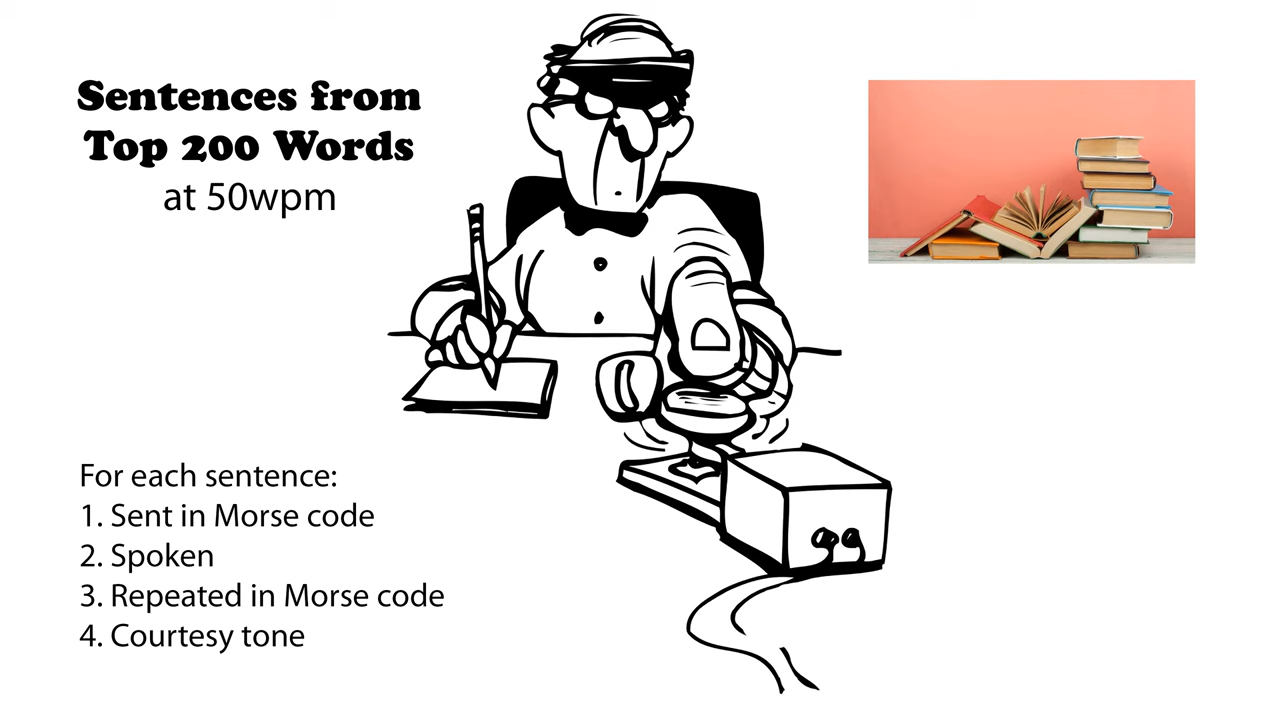 Sentences from
Top 200 Words
at 50wpm
For each sentence:
1. Sent in Morse code
2. Spoken
3. Repeated in Morse code
4. Courtesy tone